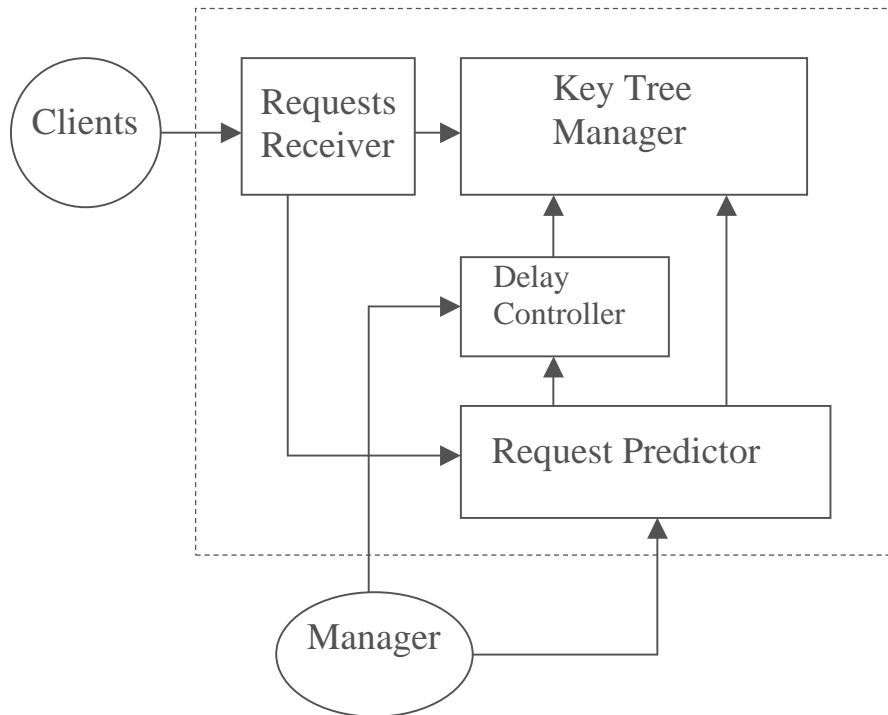 Clients
Requests
Receiver
Key Tree
Manager
Delay
Controller
Request Predictor
Manager